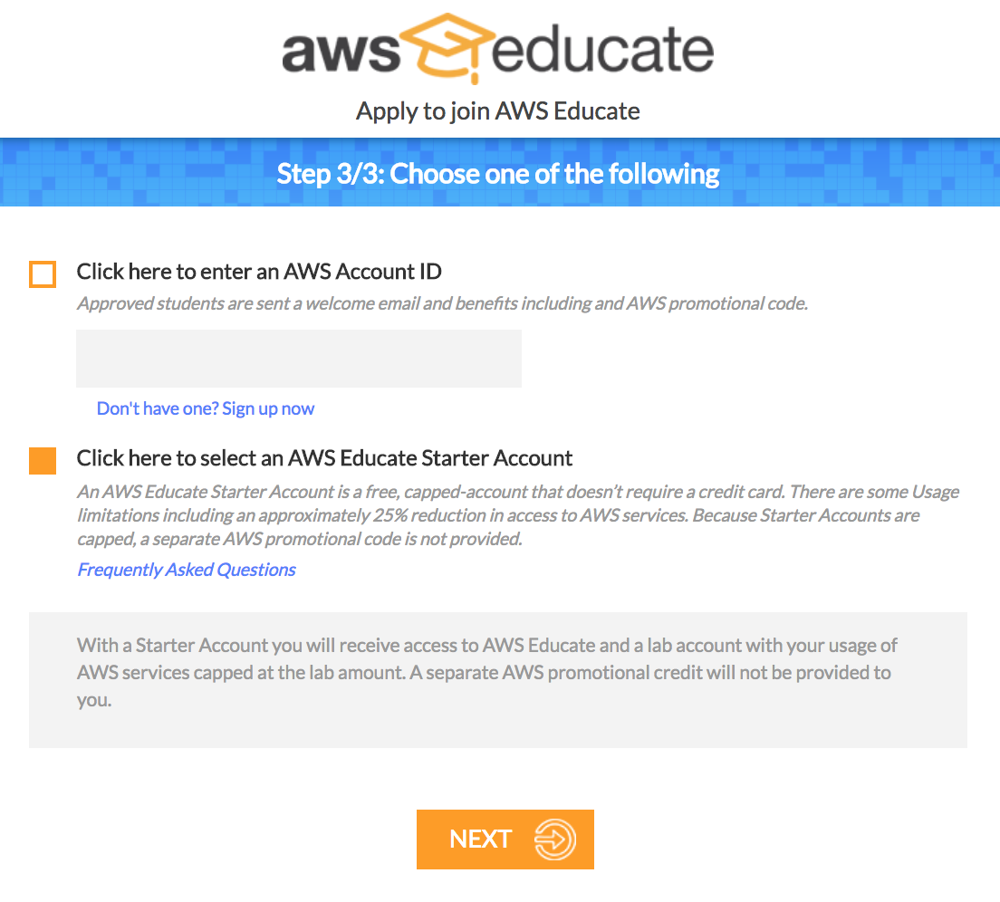 aws educate
Apply to join AWS Educate
Step 3/3: Choose one of the following
Click here to enter an AWS Account ID
Approved students are sent a welcome email and benefits including and AWS promotional code.
Don't have one? Sign up now
Click here to select an AWS Educate Starter Account
An AWS Educate Starter Account is a free, capped-account that doesn’t require a credit card. There are some Usage
limitations including an approximately 25% reduction in access to AWS services. Because Starter Accounts are
capped, a separate AWS promotional code is not provided.
Frequently Asked Questions
With a Starter Account you will receive access to AWS Educate and a lab account with your usage of
AWS services capped at the lab amount. A separate AWS promotional credit will not be provided to
you.
NEXT